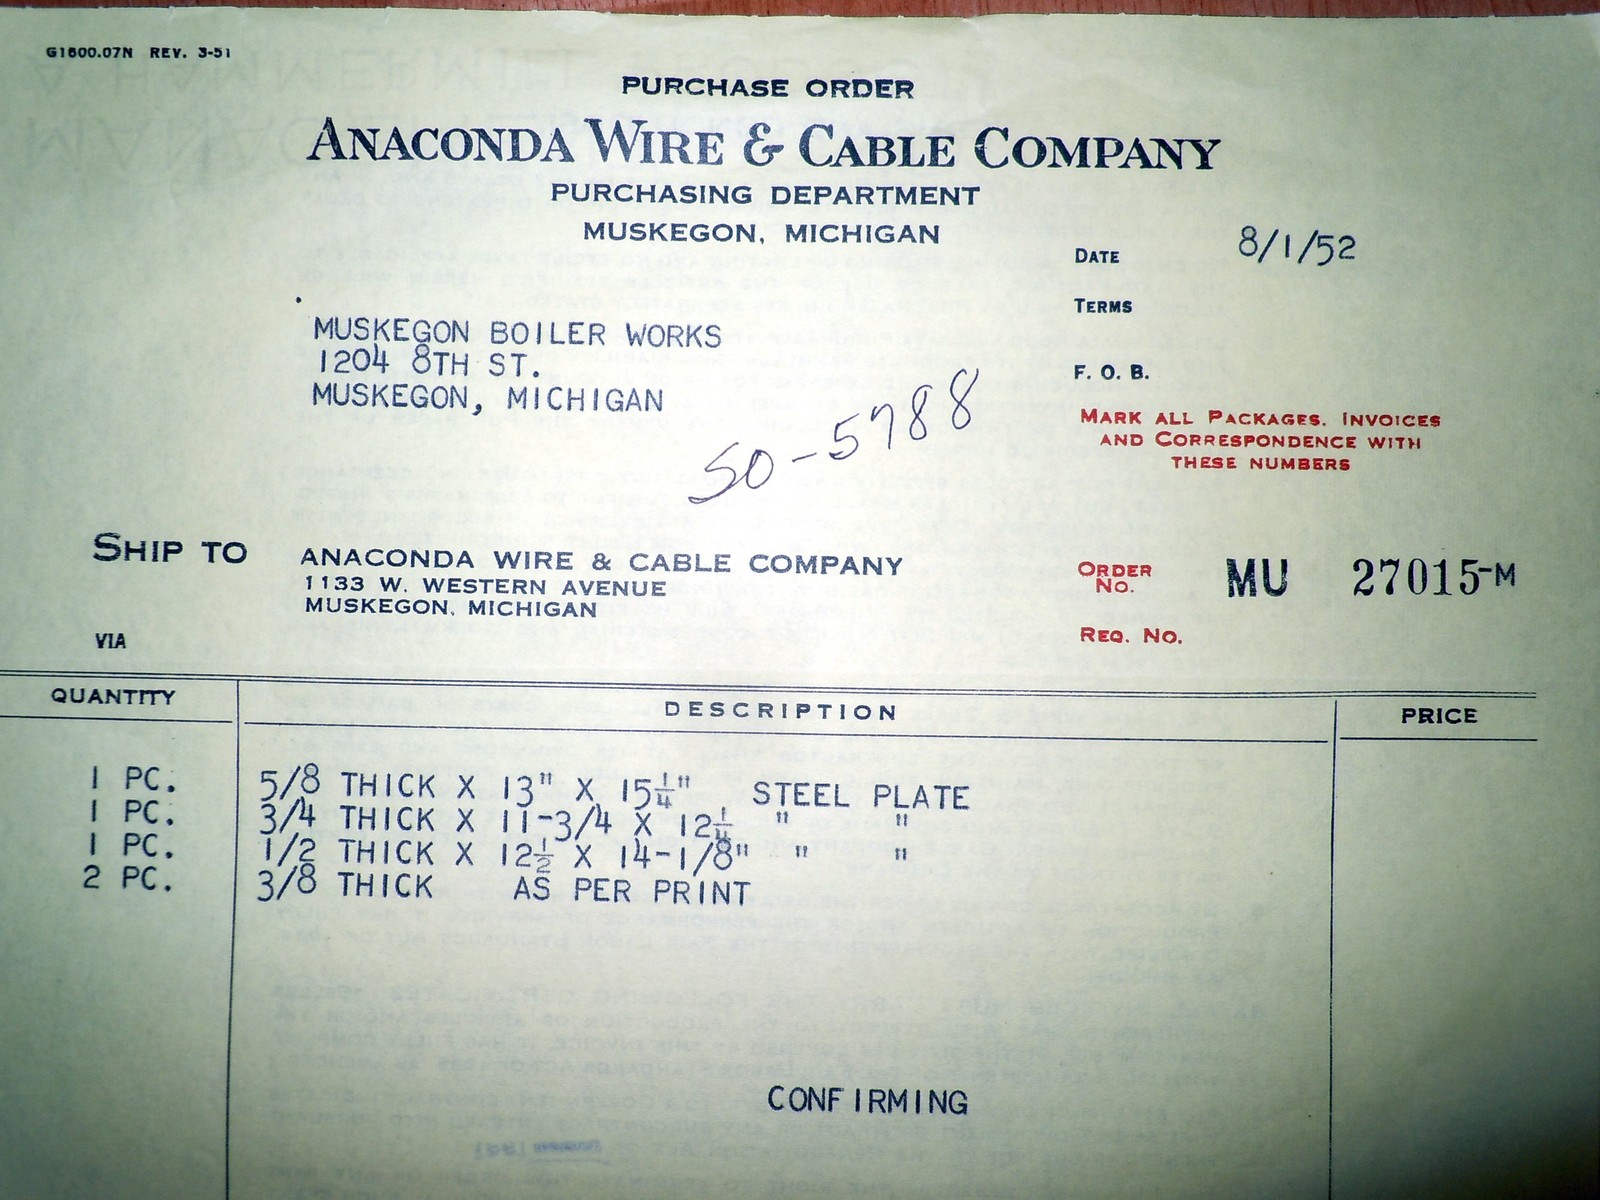 G1600.07N REV. 3-51
PURCHASE ORDER
ANACONDA WIRE & CABLE COMPANY
PURCHASING DEPARTMENT
MUSKEGON, MICHIGAN
DATE 8/1/52
TERMS
MUSKEGON BOILER WORKS
1204 8TH ST.
MUSKEGON, MICHIGAN
F. O. B.
50-5788
MARK ALL PACKAGES, INVOICES
AND CORRESPONDENCE WITH
THESE NUMBERS
SHIP TO ANACONDA WIRE & CABLE COMPANY
1133 W. WESTERN AVENUE
MUSKEGON, MICHIGAN
ORDER NO. MU 27015-M
VIA
REQ. NO.
QUANTITY DESCRIPTION PRICE
1 PC. 5/8 THICK X 13" X 15¼" STEEL PLATE
1 PC. 3/4 THICK X 11-3/4 X 12¼ " "
1 PC. 1/2 THICK X 12½ X 14-1/8" " "
2 PC. 3/8 THICK AS PER PRINT
CONFIRMING